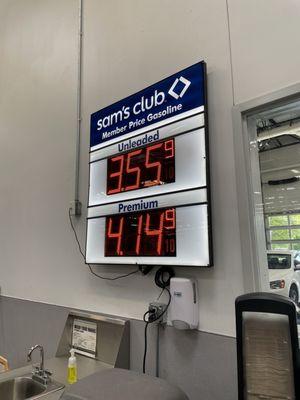 sam's club
Member Price Gasoline
Unleaded
3.55 9/10
Premium
4.14 9/10